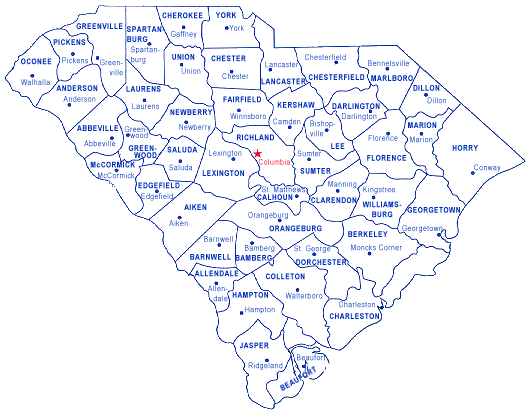 CHEROKEE
Gaffney
YORK
York
GREENVILLE
Green-
ville
SPARTAN-
BURG
Spartan-
burg
PICKENS
Pickens
OCONEE
Walhalla
ANDERSON
Anderson
UNION
Union
CHESTER
Chester
Lancaster
LANCASTER
Chesterfield
CHESTERFIELD
Bennetsville
MARLBORO
DILLON
Dillon
LAURENS
Laurens
FAIRFIELD
Winnsboro
KERSHAW
Camden
DARLINGTON
Darlington
NEWBERRY
Newberry
ABBEVILLE
Abbeville
Green-
wood
GREEN-
WOOD
RICHLAND
Columbia
Bishop-
ville
LEE
Florence
FLORENCE
MARION
Marion
HORRY
Conway
McCORMICK
McCormick
SALUDA
Saluda
Lexington
LEXINGTON
Sumter
SUMTER
EDGEFIELD
Edgefield
AIKEN
Aiken
St. Matthews
CALHOUN
Manning
CLARENDON
Kingstree
WILLIAMS-
BURG
GEORGETOWN
Georgetown
Orangeburg
ORANGEBURG
BERKELEY
Moncks Corner
Barnwell
BARNWELL
Bamberg
BAMBERG
St. George
DORCHESTER
ALLENDALE
Allen-
dale
COLLETON
Walterboro
HAMPTON
Hampton
Charleston
CHARLESTON
JASPER
Ridgeland
Beaufort
BEAUFORT